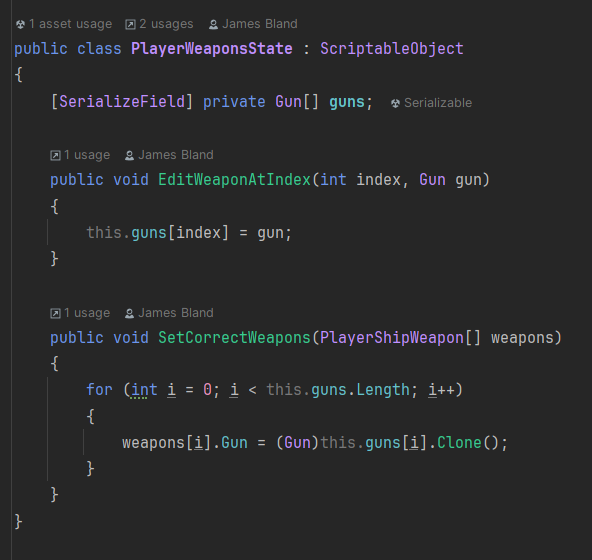 1 asset usage 2 usages James Bland
public class PlayerWeaponsState : ScriptableObject
{
[SerializeField] private Gun[] guns; Serializable
1 usage James Bland
public void EditWeaponAtIndex(int index, Gun gun)
{
this.guns[index] = gun;
}
1 usage James Bland
public void SetCorrectWeapons(PlayerShipWeapon[] weapons)
{
for (int i = 0; i < this.guns.Length; i++)
{
weapons[i].Gun = (Gun)this.guns[i].Clone();
}
}
}